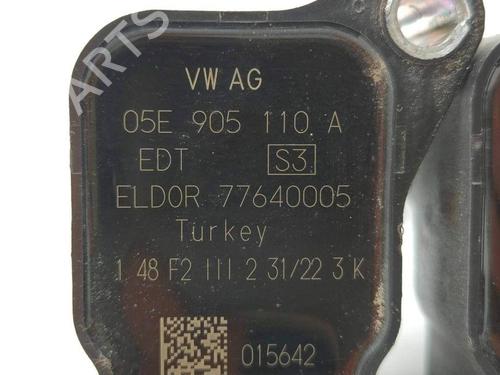 ARTS
VW AG
05E 905 110 A
EDT S3
ELDOR 77640005
Turkey
1 48 F2 III 2 31/22 3 K
015642